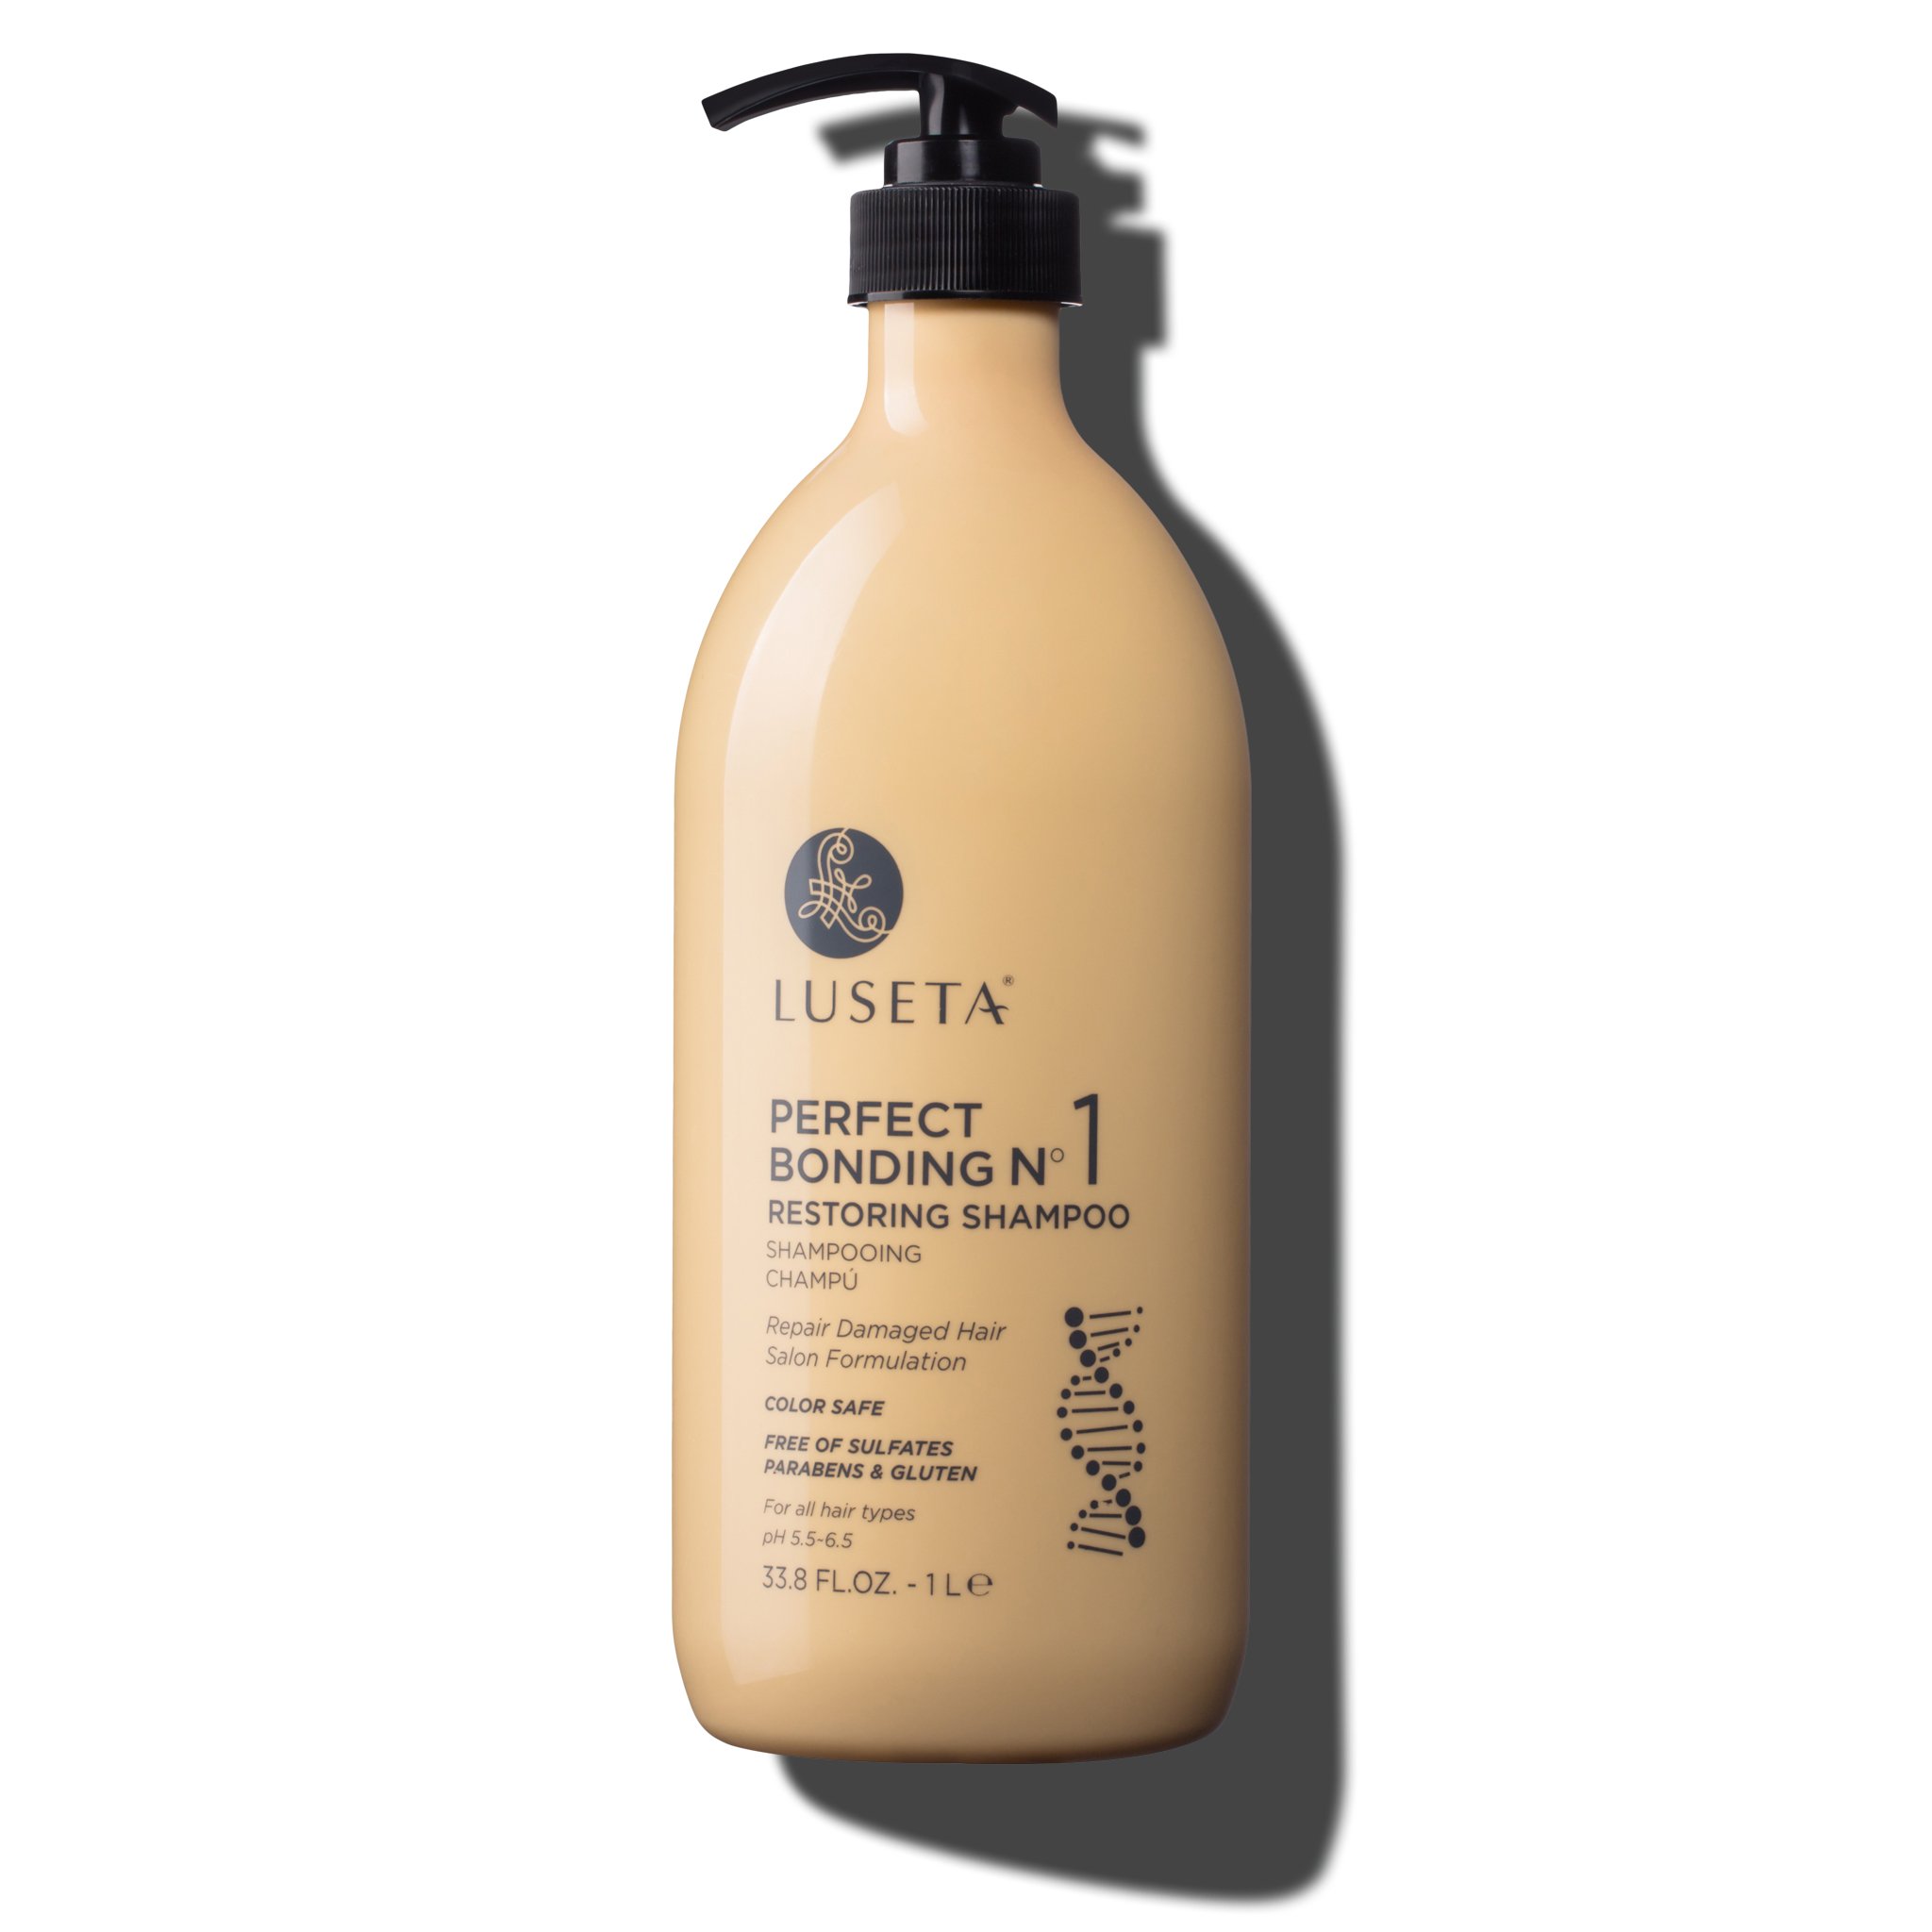 LUSETA®
PERFECT
BONDING N° 1
RESTORING SHAMPOO
SHAMPOOING
CHAMPÚ
Repair Damaged Hair
Salon Formulation
COLOR SAFE
FREE OF SULFATES
PARABENS & GLUTEN
For all hair types
pH 5.5~6.5
33.8 FL.OZ. - 1 L℮